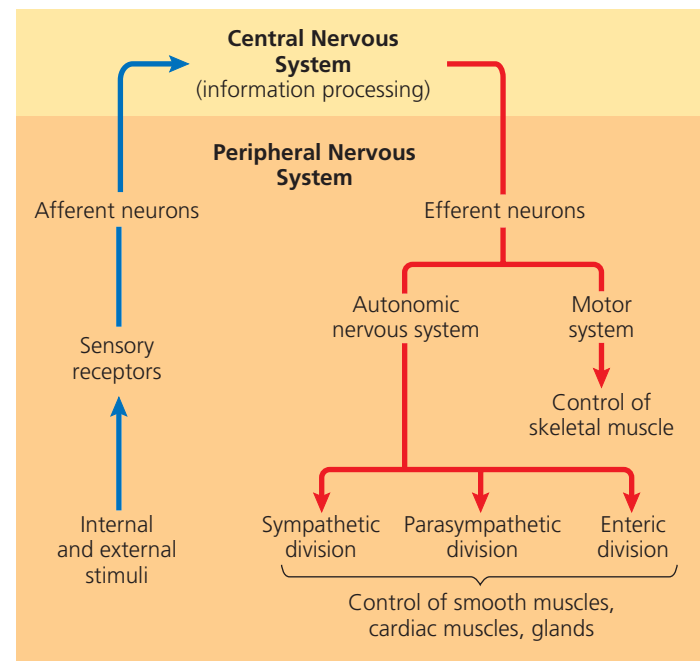 Central Nervous
System
(information processing)
Peripheral Nervous
System
Afferent neurons
Efferent neurons
Autonomic
nervous system
Motor
system
Sensory
receptors
Control of
skeletal muscle
Internal
and external
stimuli
Sympathetic
division
Parasympathetic
division
Enteric
division
Control of smooth muscles,
cardiac muscles, glands